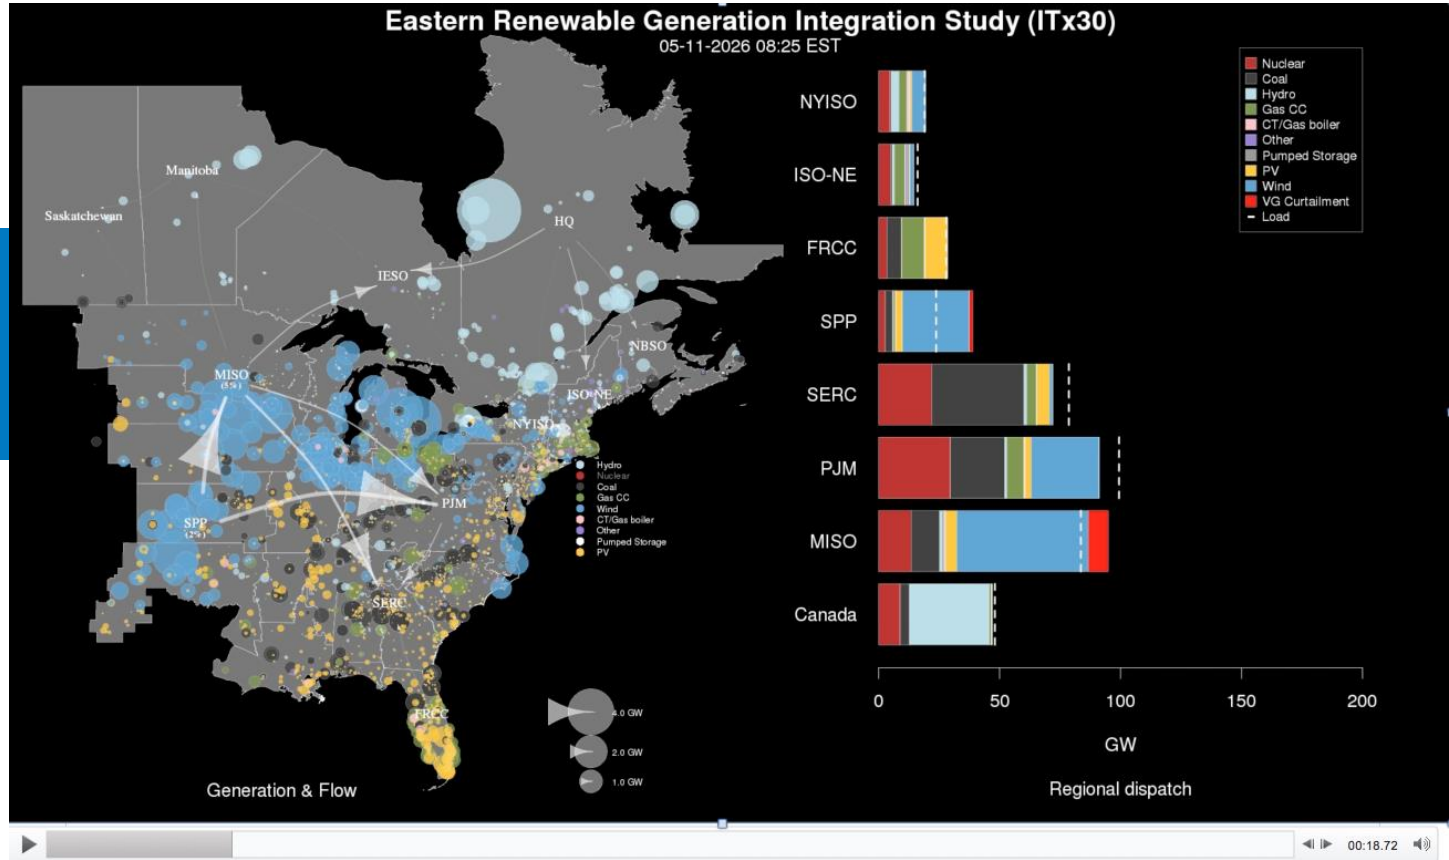 Eastern Renewable Generation Integration Study (ITx30)
05-11-2026 08:25 EST
Manitoba
Saskatchewan
HQ
IESO
NBSO
MISO
(5%)
ISO-NE
NYISO
PJM
SPP
(2%)
SERC
FRCC
Hydro
Nuclear
Coal
Gas CC
Wind
CT/Gas boiler
Other
Pumped Storage
PV
4.0 GW
2.0 GW
1.0 GW
Generation & Flow
NYISO
ISO-NE
FRCC
SPP
SERC
PJM
MISO
Canada
0 50 100 150 200
GW
Regional dispatch
Nuclear
Coal
Hydro
Gas CC
CT/Gas boiler
Other
Pumped Storage
PV
Wind
VG Curtailment
Load
00:18.72